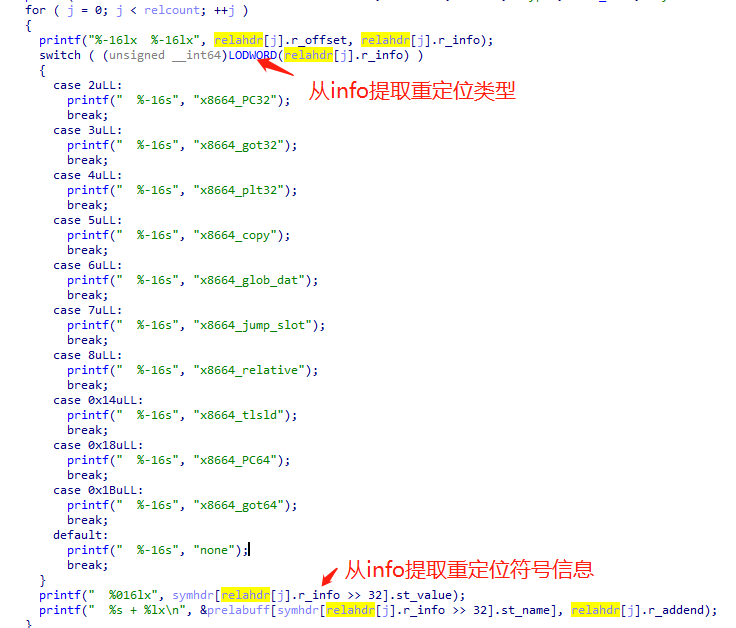 for ( j = 0; j < relcount; ++j )
{
printf("%-16lx  %-16lx", relahdr[j].r_offset, relahdr[j].r_info);
switch ( (unsigned __int64)LODWORD(relahdr[j].r_info) )
从info提取重定位类型
{
case 2uLL:
printf("  %-16s", "x8664_PC32");
break;
case 3uLL:
printf("  %-16s", "x8664_got32");
break;
case 4uLL:
printf("  %-16s", "x8664_plt32");
break;
case 5uLL:
printf("  %-16s", "x8664_copy");
break;
case 6uLL:
printf("  %-16s", "x8664_glob_dat");
break;
case 7uLL:
printf("  %-16s", "x8664_jump_slot");
break;
case 8uLL:
printf("  %-16s", "x8664_relative");
break;
case 0x14uLL:
printf("  %-16s", "x8664_tlsld");
break;
case 0x18uLL:
printf("  %-16s", "x8664_PC64");
break;
case 0x1BuLL:
printf("  %-16s", "x8664_got64");
break;
default:
printf("  %-16s", "none");
break;
从info提取重定位符号信息
}
printf("  %016lx", symhdr[relahdr[j].r_info >> 32].st_value);
printf("  %s + %lx\n", &prelabuff[symhdr[relahdr[j].r_info >> 32].st_name], relahdr[j].r_addend);
}